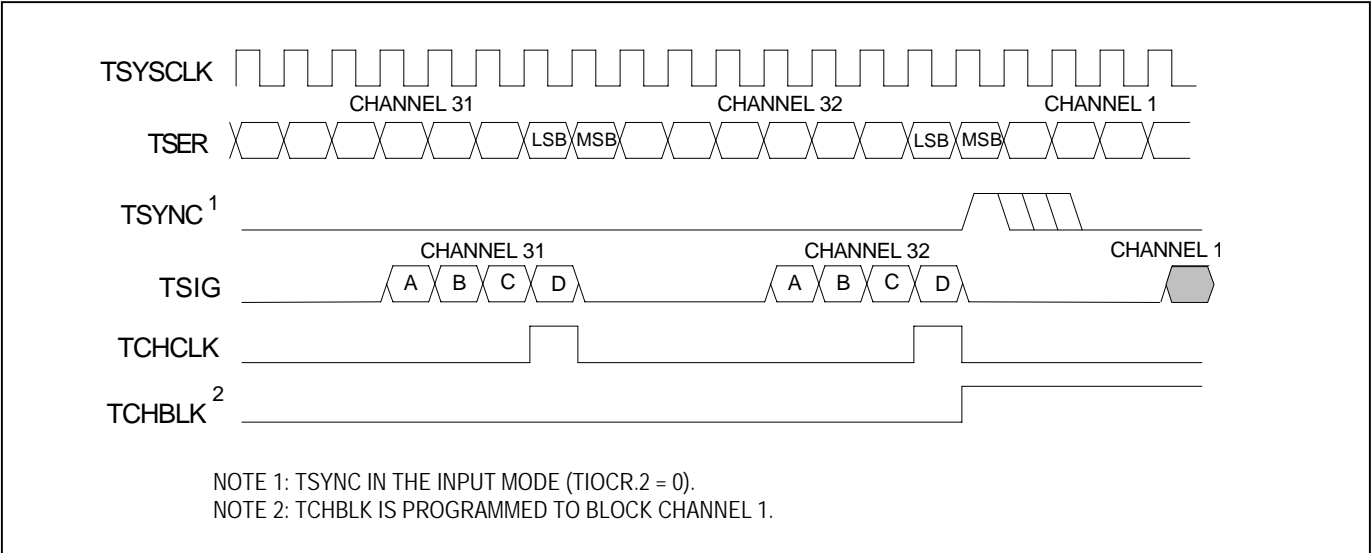 TSYSCLK
CHANNEL 31 CHANNEL 32 CHANNEL 1
TSER LSB MSB LSB MSB
TSYNC 1
CHANNEL 31 CHANNEL 32 CHANNEL 1
TSIG A B C D A B C D
TCHCLK
TCHBLK 2
NOTE 1: TSYNC IN THE INPUT MODE (TIOCR.2 = 0).
NOTE 2: TCHBLK IS PROGRAMMED TO BLOCK CHANNEL 1.